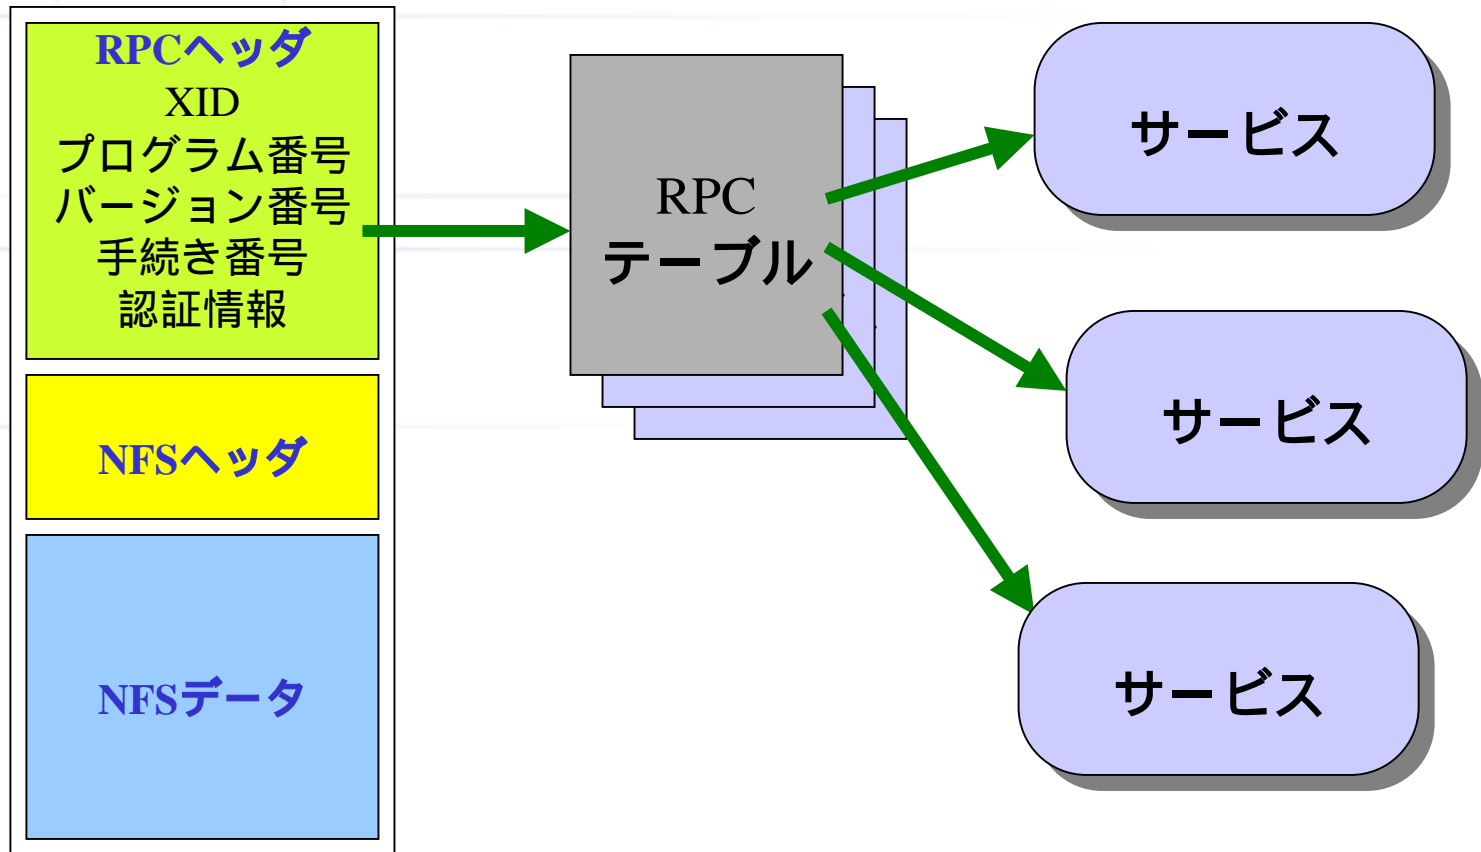 RPCヘッダ
XID
プログラム番号
バージョン番号
手続き番号
認証情報
NFSヘッダ
NFSデータ
RPC
テーブル
サービス
サービス
サービス